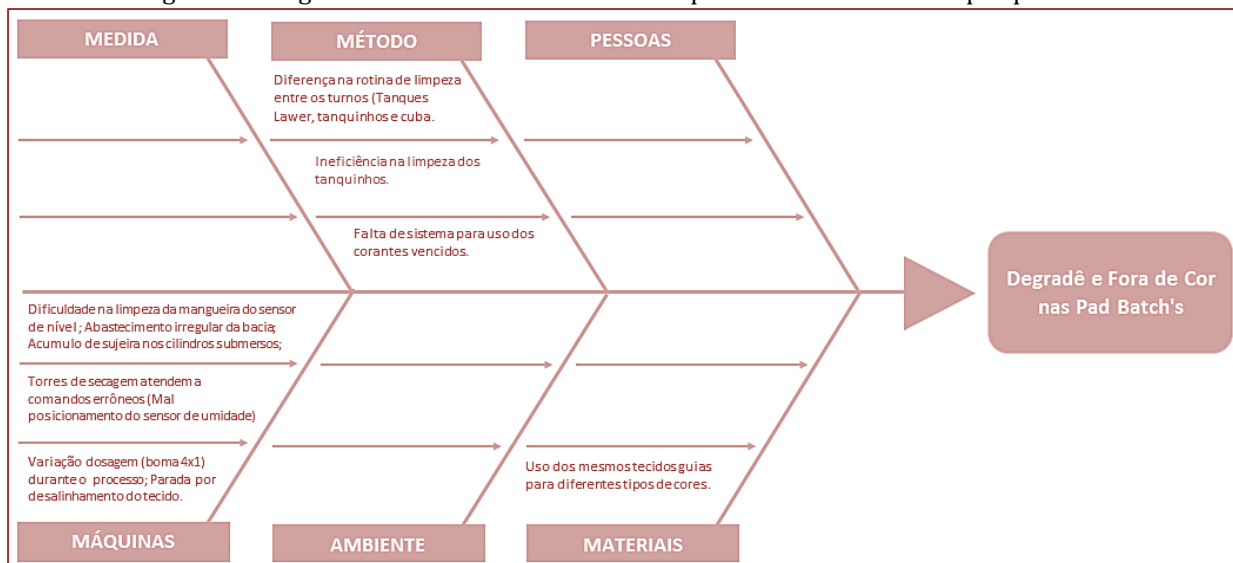 MEDIDA
MÉTODO
PESSOAS
Diferença na rotina de limpeza
entre os turnos (Tanques
Lawer, tanquinhos e cuba.
Ineficiência na limpeza dos
tanquinhos.
Falta de sistema para uso dos
corantes vencidos.
Degradê e Fora de Cor
nas Pad Batch's
Dificuldade na limpeza da mangueira do sensor
de nível ; Abastecimento irregular da bacia;
Acumulo de sujeira nos cilindros submersos;
Torres de secagem atendem a
comandos errôneos (Mal
posicionamento do sensor de umidade)
Variação dosagem (boma 4x1)
durante o processo; Parada por
desalinhamento do tecido.
Uso dos mesmos tecidos guias
para diferentes tipos de cores.
MÁQUINAS
AMBIENTE
MATERIAIS